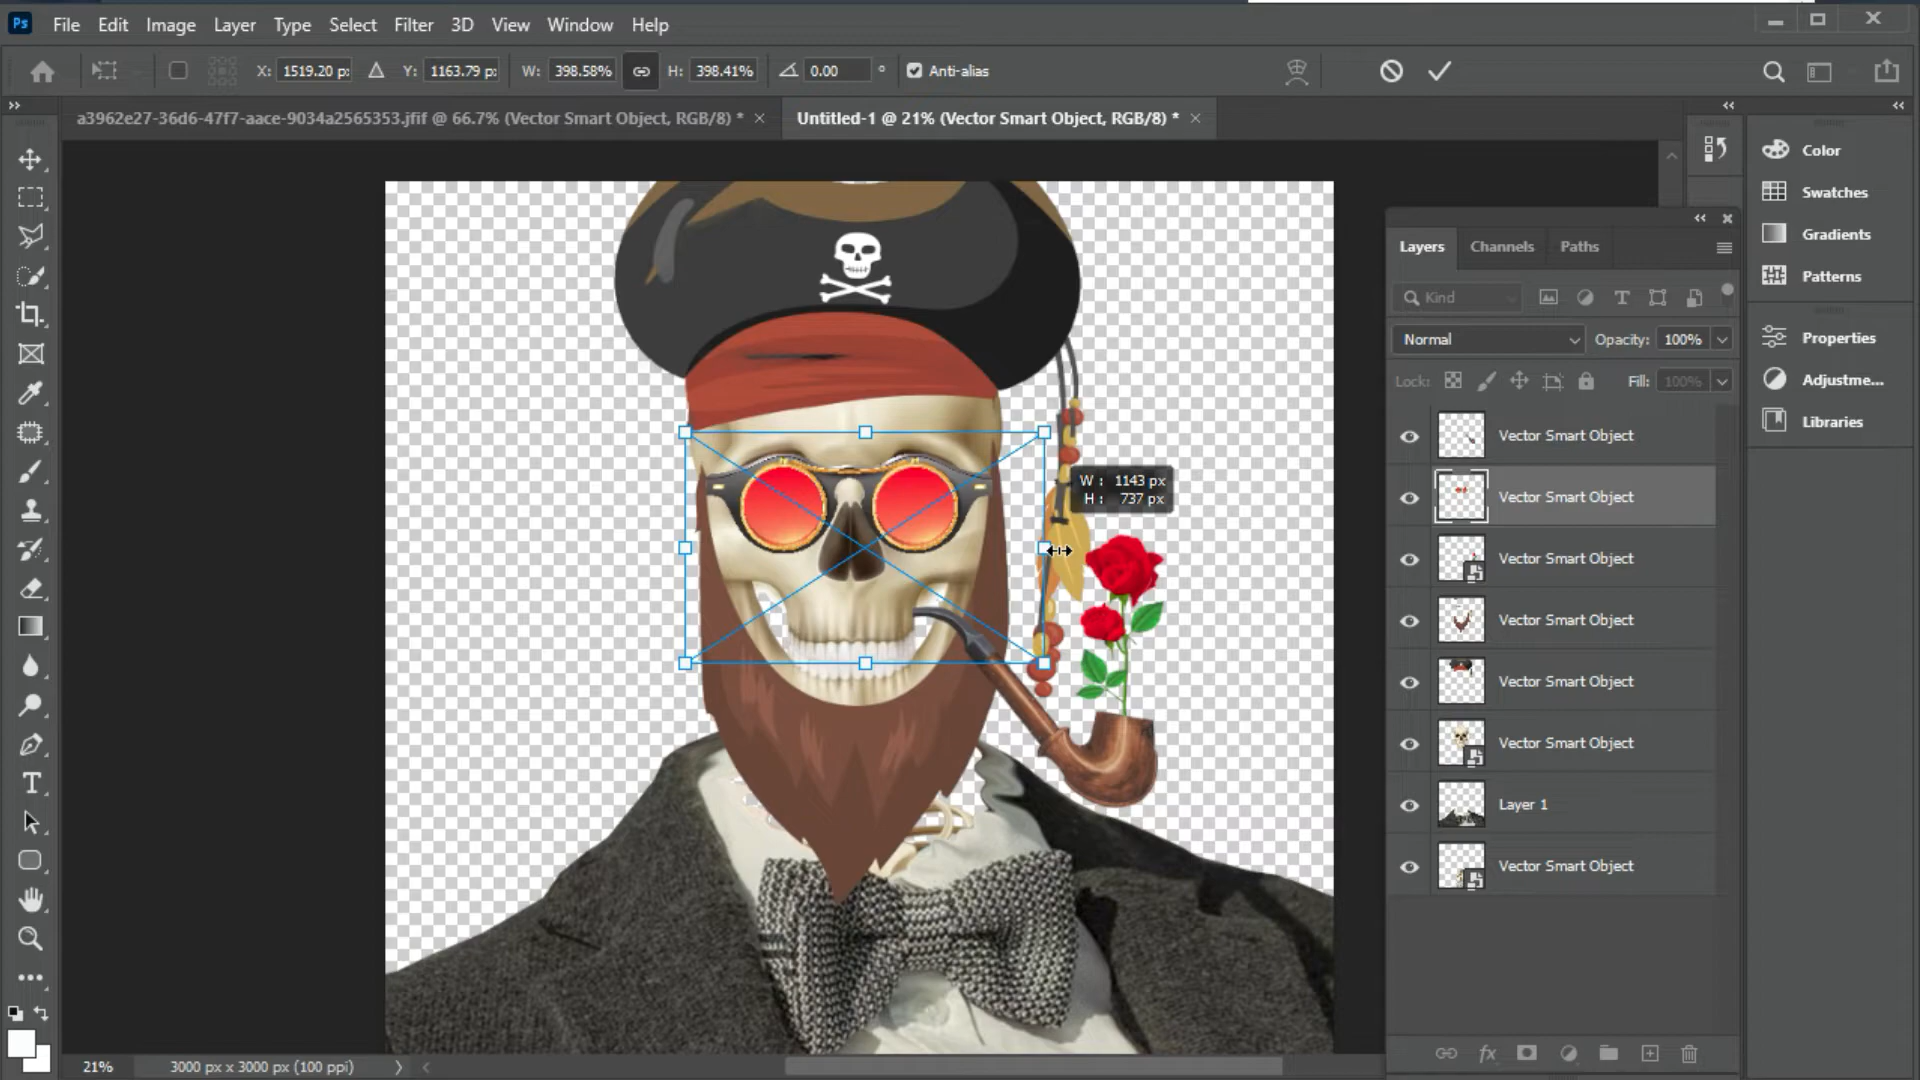 Ps File Edit Image Layer Type Select Filter 3D View Window Help
X: 1519.20 p: Y: 1163.79 p: W: 398.58% H: 398.41% 0.00 ° Anti-alias
a3962e27-36d6-47f7-aace-9034a2565353.jfif @ 66.7% (Vector Smart Object, RGB/8) *
Untitled-1 @ 21% (Vector Smart Object, RGB/8) *
Color
Swatches
Gradients
Patterns
Properties
Adjustme...
Libraries
Layers Channels Paths
Kind
Normal Opacity: 100%
Lock: Fill: 100%
Vector Smart Object
Vector Smart Object
Vector Smart Object
Vector Smart Object
Vector Smart Object
Vector Smart Object
Layer 1
Vector Smart Object
W : 1143 px
H : 737 px
21% 3000 px x 3000 px (100 ppi)